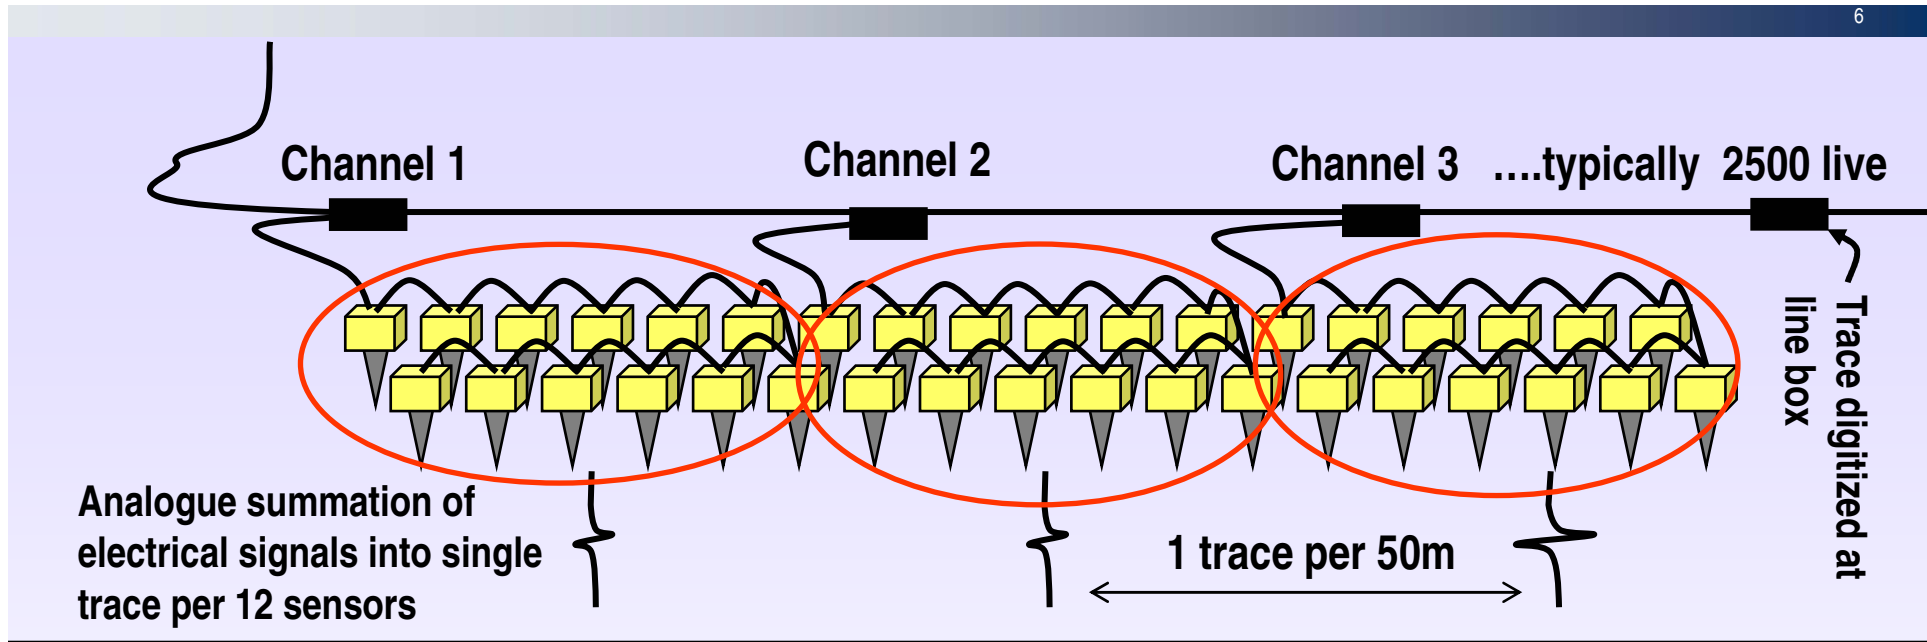 6
Channel 1
Channel 2
Channel 3 ....typically 2500 live
Trace digitized at
line box
Analogue summation of
electrical signals into single
trace per 12 sensors
1 trace per 50m